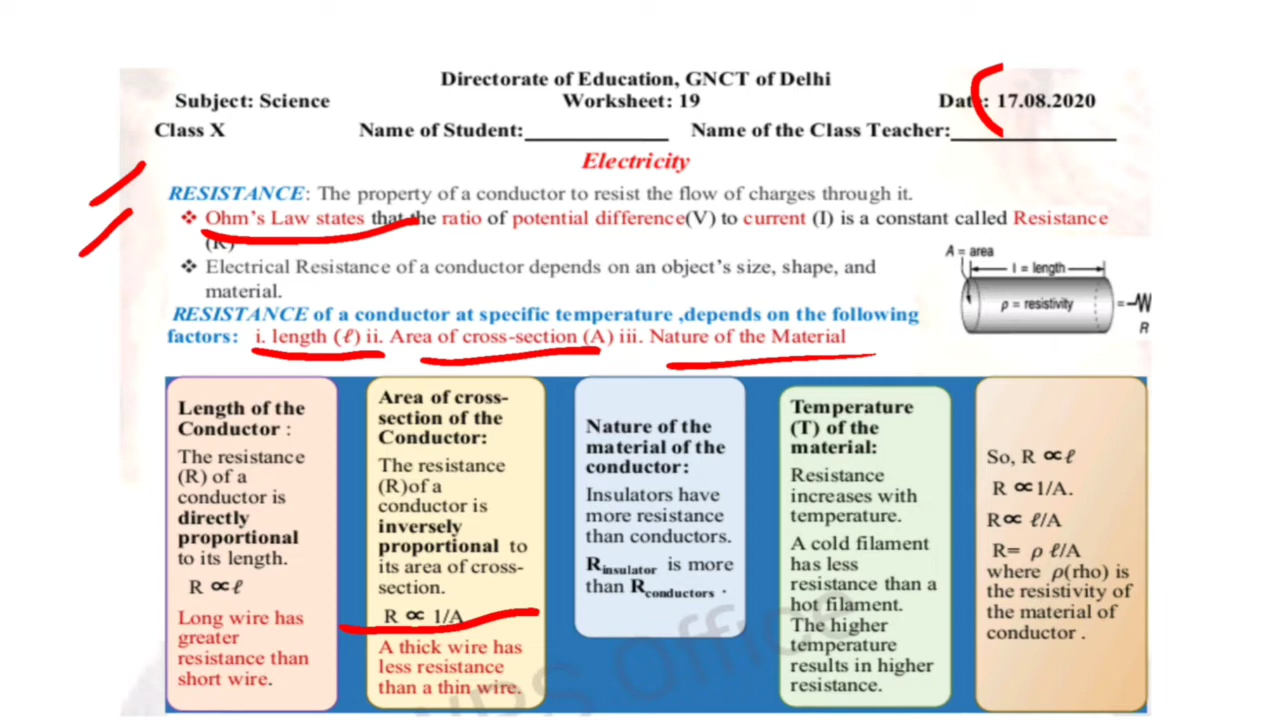 Directorate of Education, GNCT of Delhi
Subject: Science Worksheet: 19 Date: 17.08.2020
Class X Name of Student:__________ Name of the Class Teacher:__________
Electricity
RESISTANCE: The property of a conductor to resist the flow of charges through it.
❖ Ohm's Law states that the ratio of potential difference(V) to current (I) is a constant called Resistance
(R)
❖ Electrical Resistance of a conductor depends on an object's size, shape, and
material.
A = area
l = length
ρ = resistivity
=
R
RESISTANCE of a conductor at specific temperature ,depends on the following
factors: i. length (ℓ) ii. Area of cross-section (A) iii. Nature of the Material
Length of the
Conductor :
The resistance
(R) of a
conductor is
directly
proportional
to its length.
R ∝ℓ
Long wire has
greater
resistance than
short wire.
Area of cross-
section of the
Conductor:
The resistance
(R)of a
conductor is
inversely
proportional to
its area of cross-
section.
R ∝ 1/A
A thick wire has
less resistance
than a thin wire.
Nature of the
material of the
conductor:
Insulators have
more resistance
than conductors.
Rinsulator is more
than Rconductors .
Temperature
(T) of the
material:
Resistance
increases with
temperature.
A cold filament
has less
resistance than a
hot filament.
The higher
temperature
results in higher
resistance.
So, R ∝ℓ
R ∝1/A.
R∝ ℓ/A
R= ρ ℓ/A
where ρ(rho) is
the resistivity of
the material of
conductor .
Office